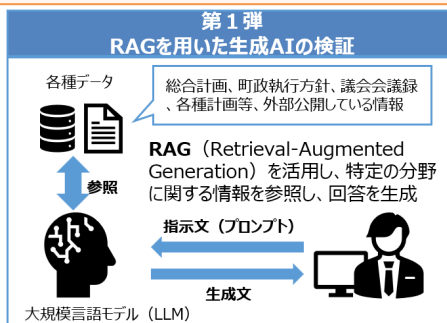 第１弾
RAGを用いた生成AIの検証
各種データ
総合計画、町政執行方針、議会会議録
、各種計画等、外部公開している情報
RAG（Retrieval-Augmented
Generation）を活用し、特定の分野
に関する情報を参照し、回答を生成
参照
指示文（プロンプト）
生成文
大規模言語モデル（LLM）